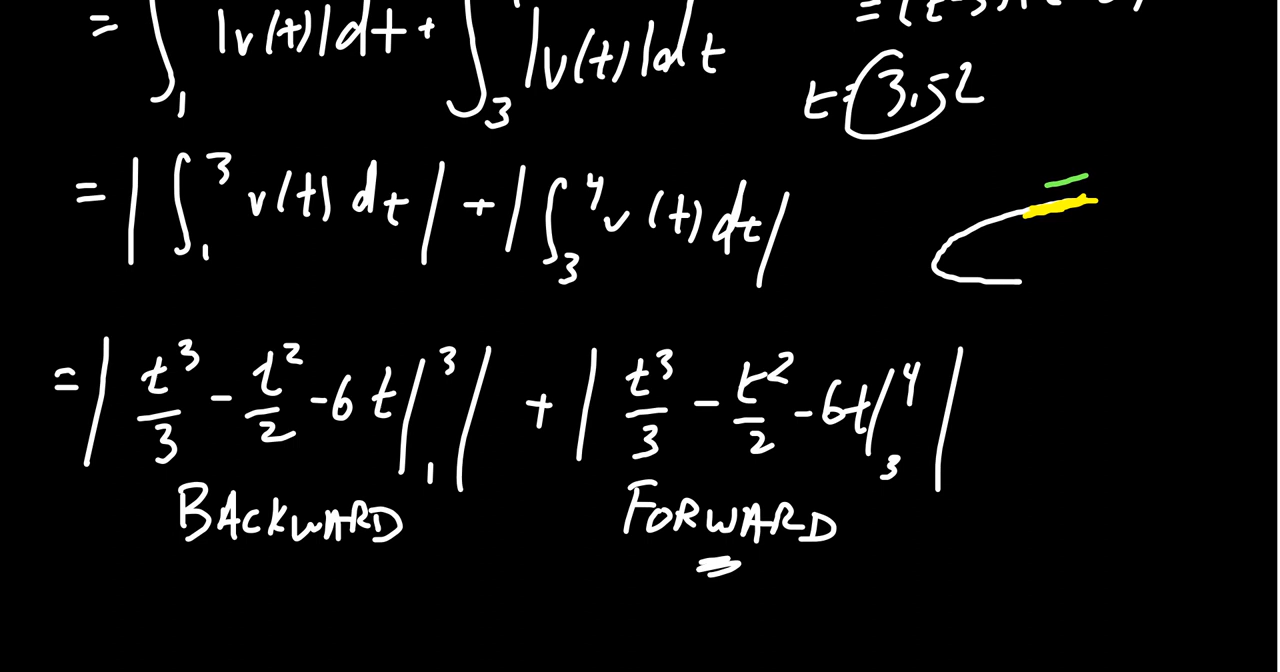 = ∫₁ |v(t)|dt + ∫₃ |v(t)|dt
t = 3, 52
= | ∫₁³ v(t) dt | + | ∫₃⁴ v(t) dt |
= | t³/3 - t²/2 - 6t |₁³ | + | t³/3 - t²/2 - 6t |₃⁴ |
BACKWARD FORWARD